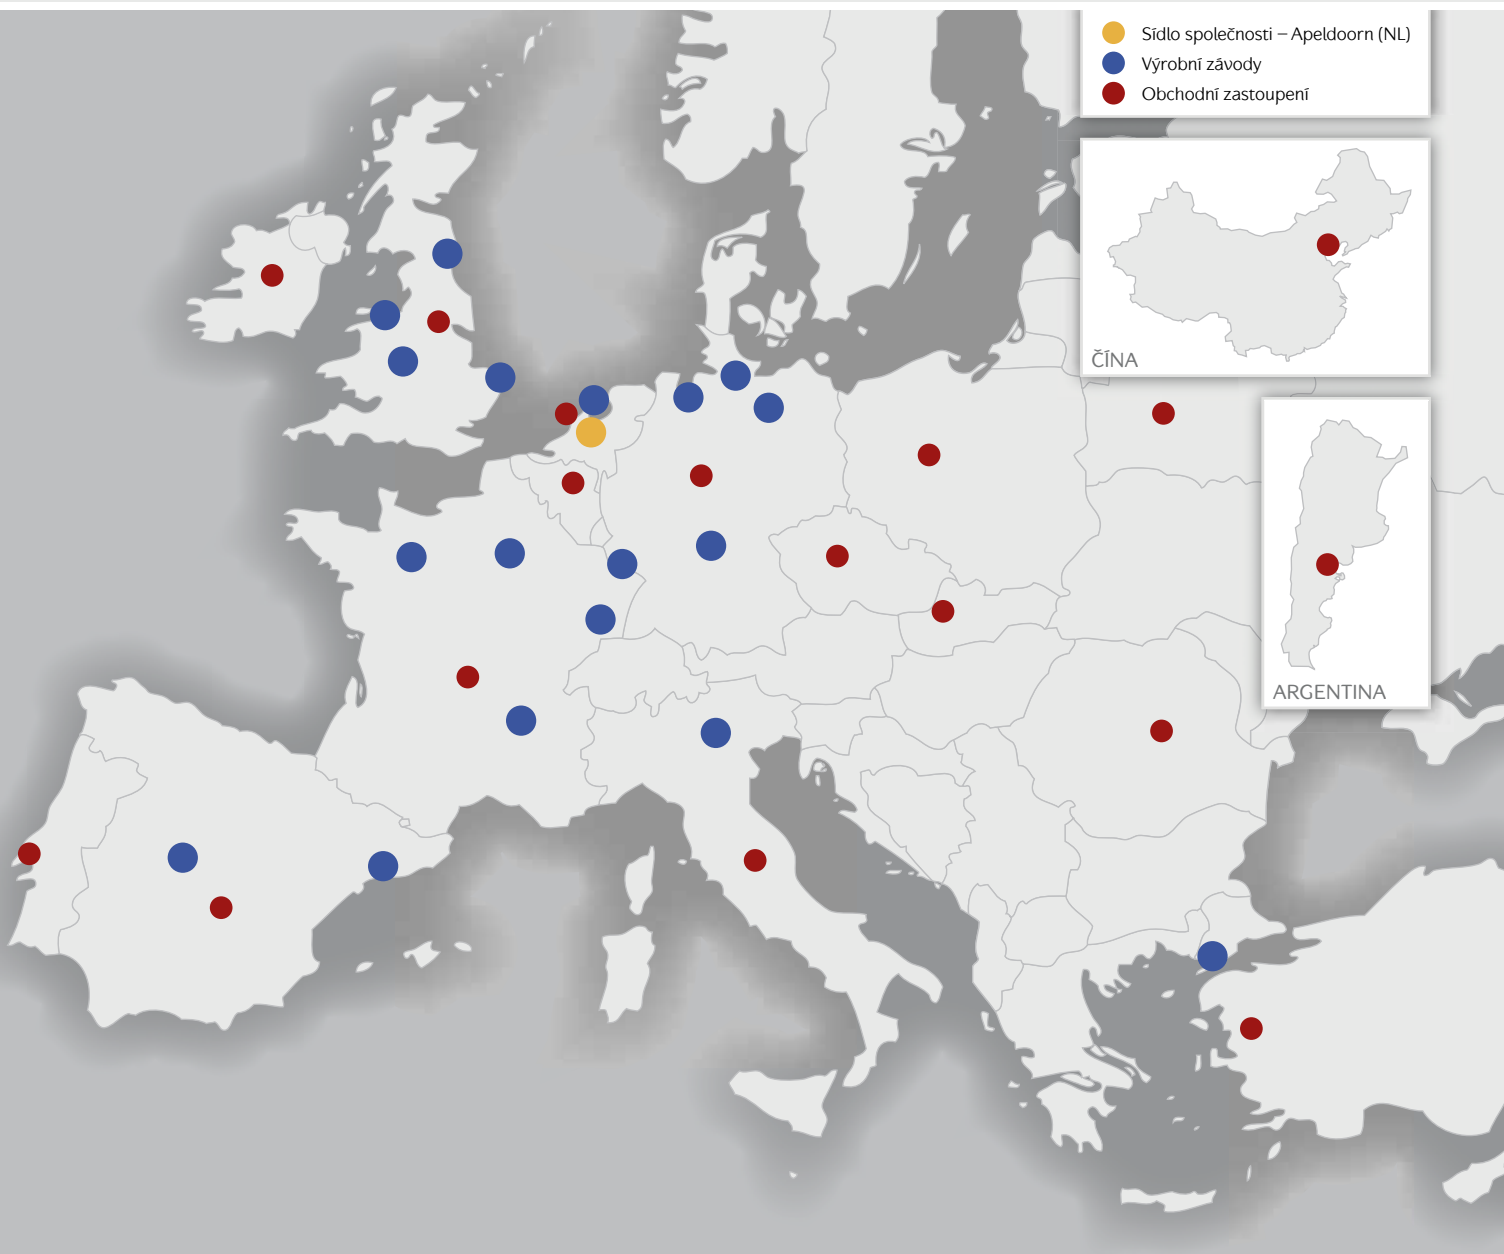 Sídlo společnosti – Apeldoorn (NL)
Výrobní závody
Obchodní zastoupení
ČÍNA
ARGENTINA